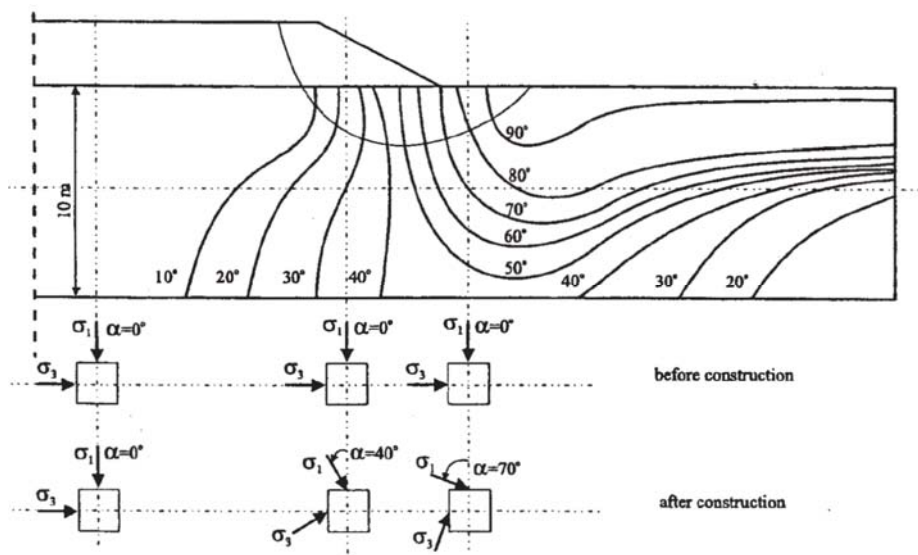 90°
80°
70°
60°
50°
10 m
10° 20° 30° 40° 40° 30° 20°
σ₁ α=0° σ₁ α=0° σ₁ α=0°
σ₃ σ₃ σ₃ before construction
σ₁ α=0° σ₁ α=40° σ₁ α=70°
σ₃ σ₃ σ₃ after construction